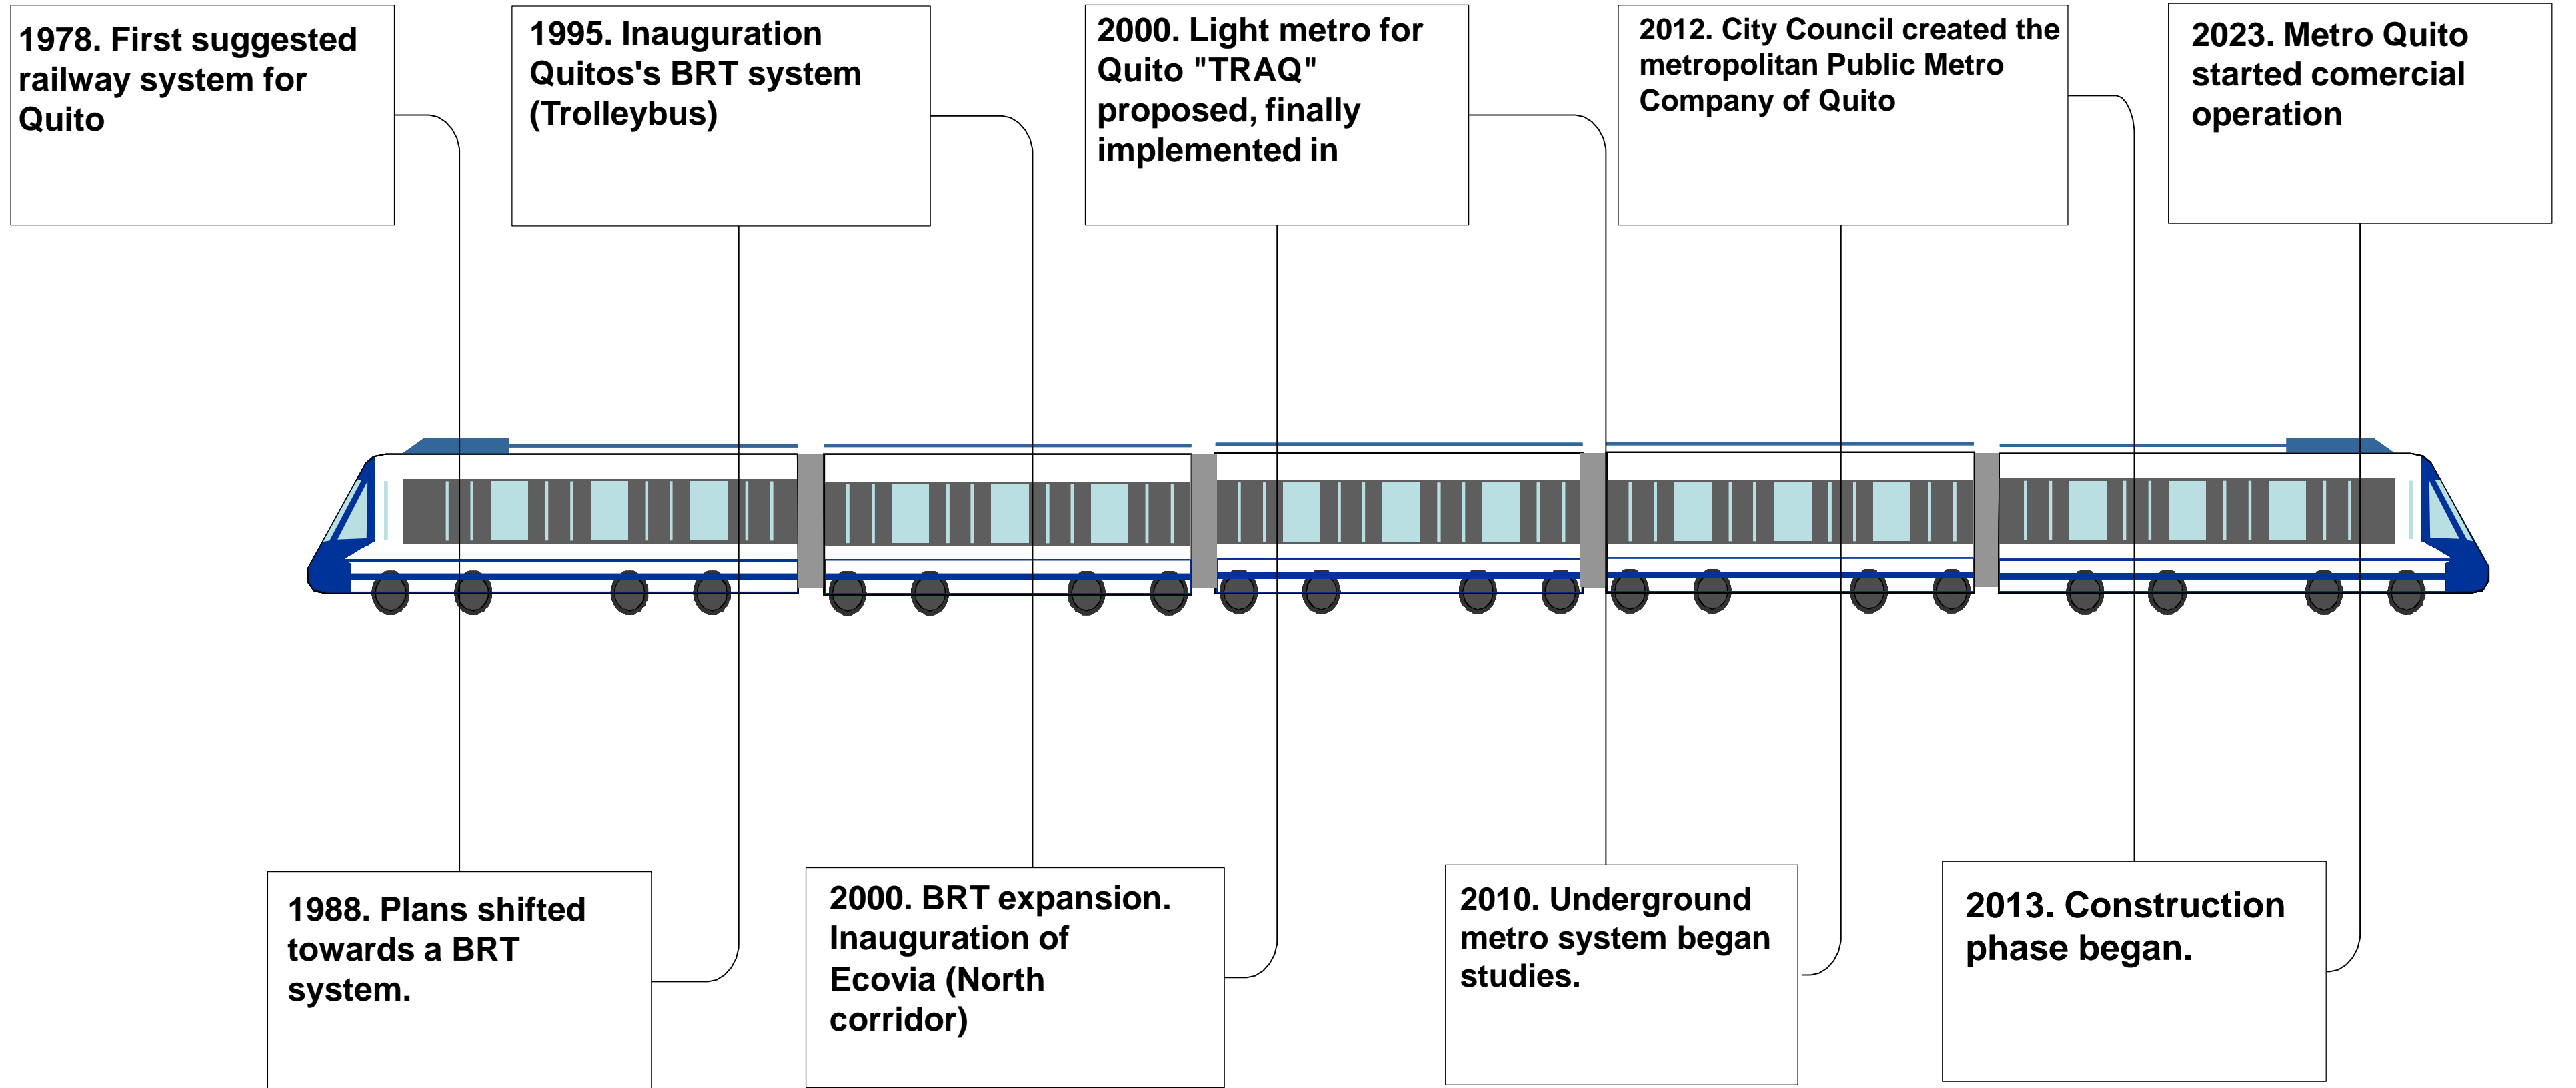 1978. First suggested
railway system for
Quito
1995. Inauguration
Quitos's BRT system
(Trolleybus)
2000. Light metro for
Quito "TRAQ"
proposed, finally
implemented in
2012. City Council created the
metropolitan Public Metro
Company of Quito
2023. Metro Quito
started comercial
operation
1988. Plans shifted
towards a BRT
system.
2000. BRT expansion.
Inauguration of
Ecovia (North
corridor)
2010. Underground
metro system began
studies.
2013. Construction
phase began.